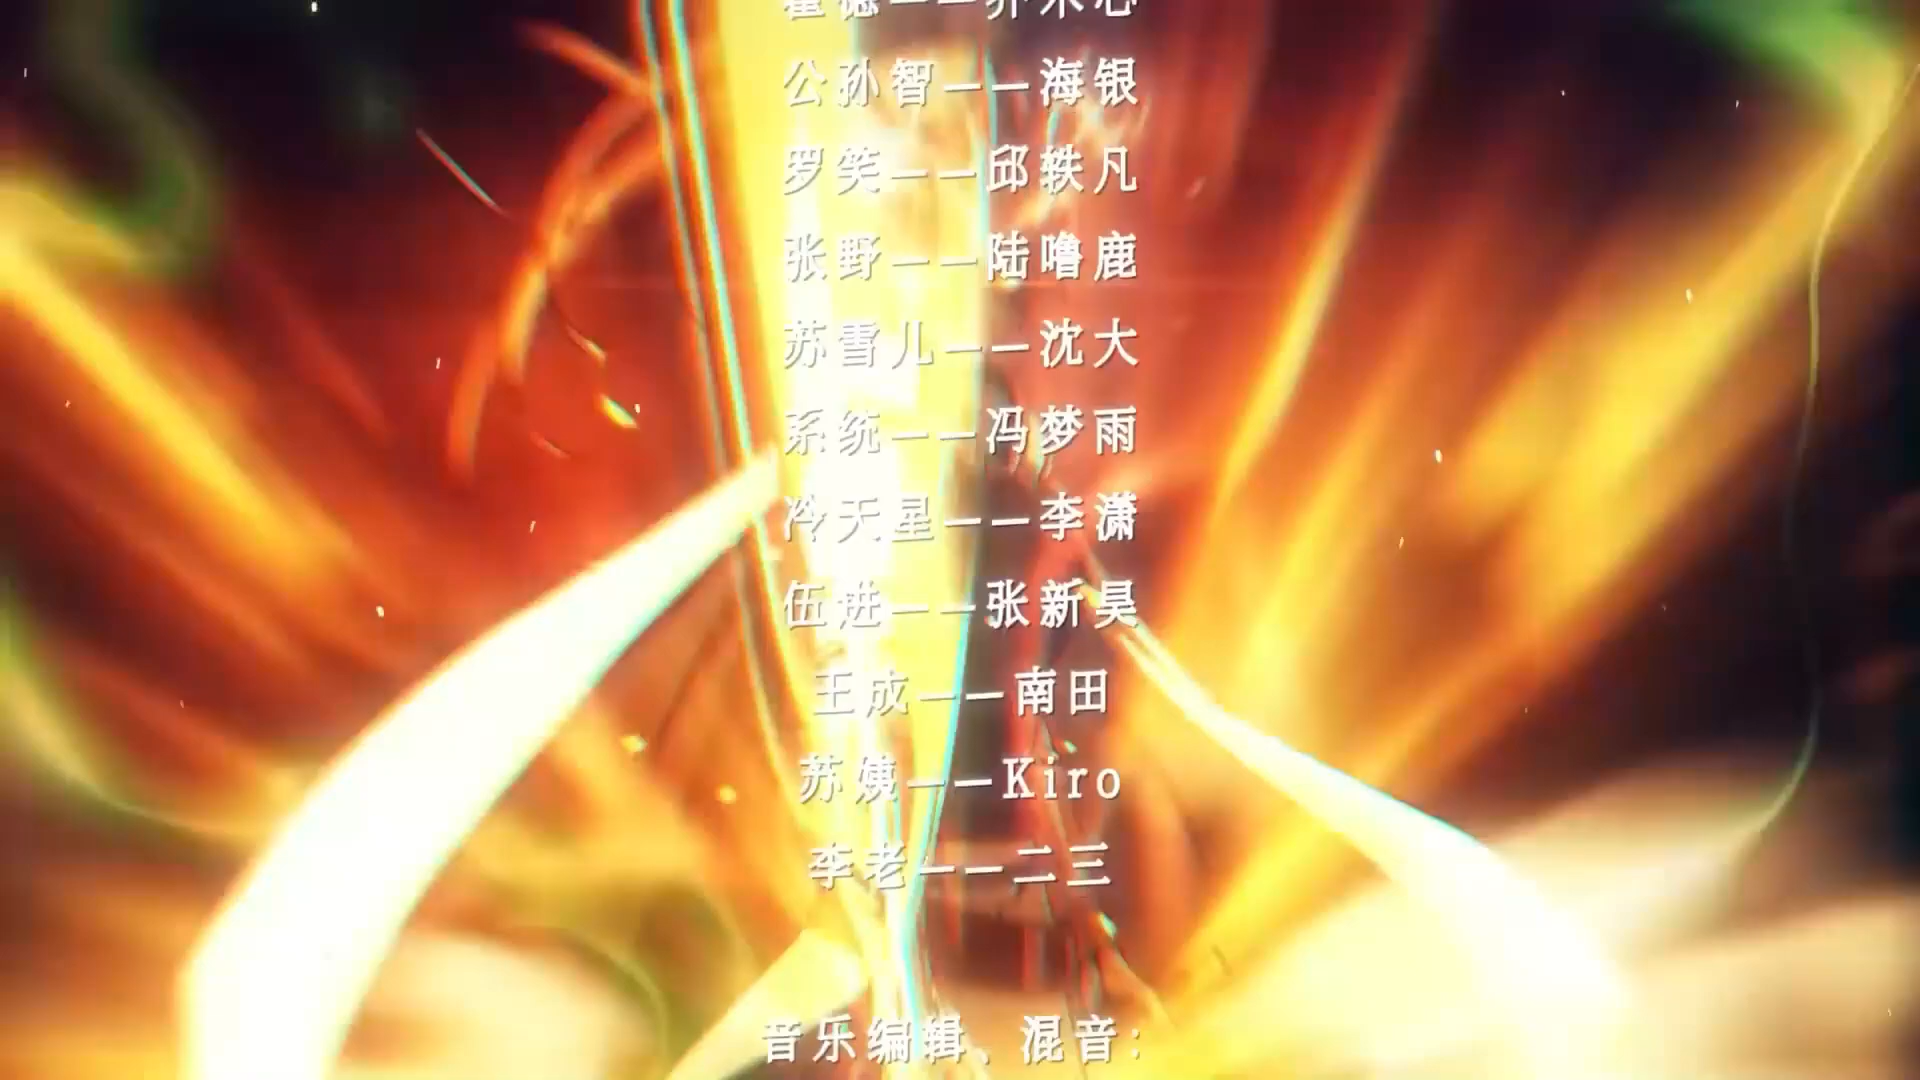 公孙智——海银
罗笑——邱轶凡
张野——陆噜鹿
苏雪儿——沈大
系统——冯梦雨
冷天星——李潇
伍进——张新昊
王成——南田
苏姨——Kiro
李老——二三
音乐编辑、混音：